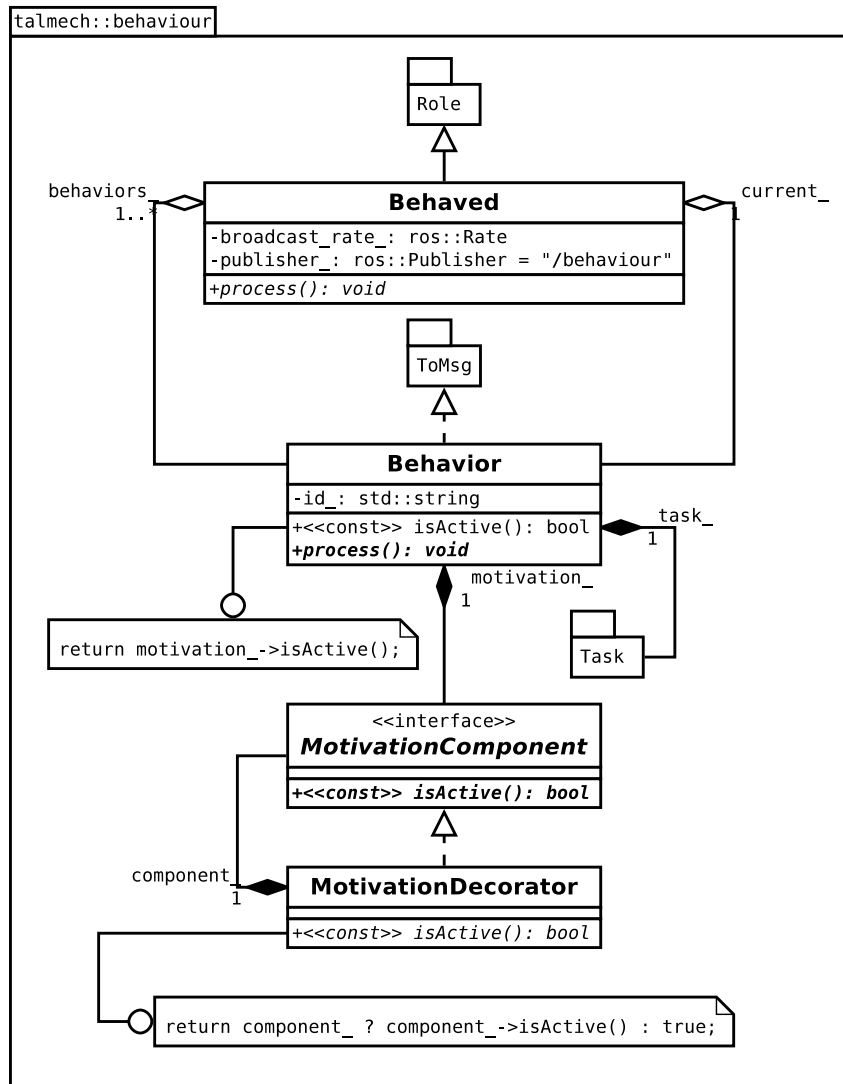 talmech::behaviour
Role
behaviors_
1..*
current_
1
Behaved
-broadcast_rate_: ros::Rate
-publisher_: ros::Publisher = "/behaviour"
+process(): void
ToMsg
Behavior
-id_: std::string
+<<const>> isActive(): bool
+process(): void
task_
1
motivation_
1
return motivation_->isActive();
Task
<<interface>>
MotivationComponent
+<<const>> isActive(): bool
component_
1
MotivationDecorator
+<<const>> isActive(): bool
return component_ ? component_->isActive() : true;